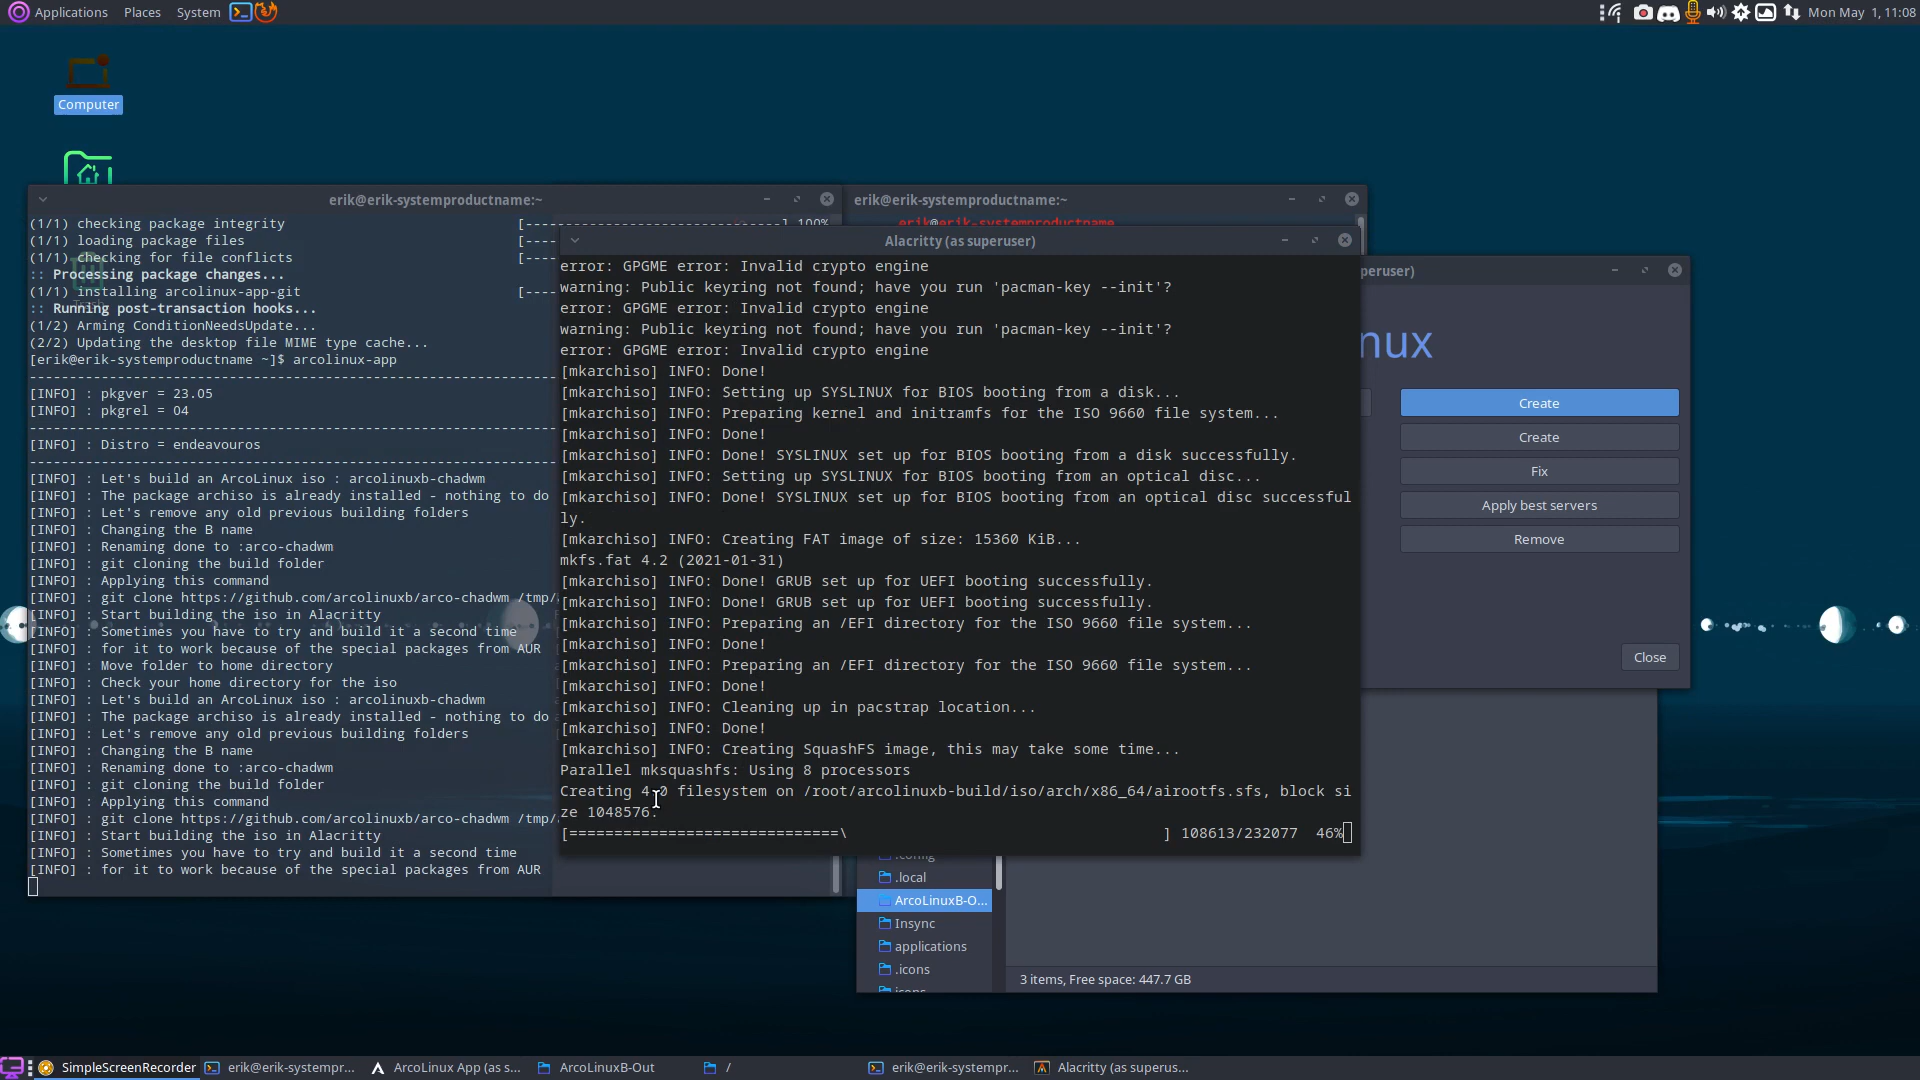 Applications Places System
Mon May 1, 11:08
Computer
erik@erik-systemproductname:~
(1/1) checking package integrity [----------------------------------] 100%
(1/1) loading package files [----
(1/1) checking for file conflicts [----
:: Processing package changes...
(1/1) installing arcolinux-app-git [----
:: Running post-transaction hooks...
(1/2) Arming ConditionNeedsUpdate...
(2/2) Updating the desktop file MIME type cache...
[erik@erik-systemproductname ~]$ arcolinux-app
--------------------------------------------------------------
[INFO] : pkgver = 23.05
[INFO] : pkgrel = 04
--------------------------------------------------------------
[INFO] : Distro = endeavouros
--------------------------------------------------------------
[INFO] : Let's build an ArcoLinux iso : arcolinuxb-chadwm
[INFO] : The package archiso is already installed - nothing to do
[INFO] : Let's remove any old previous building folders
[INFO] : Changing the B name
[INFO] : Renaming done to :arco-chadwm
[INFO] : git cloning the build folder
[INFO] : Applying this command
[INFO] : git clone https://github.com/arcolinuxb/arco-chadwm /tmp/
[INFO] : Start building the iso in Alacritty
[INFO] : Sometimes you have to try and build it a second time
[INFO] : for it to work because of the special packages from AUR
[INFO] : Move folder to home directory
[INFO] : Check your home directory for the iso
[INFO] : Let's build an ArcoLinux iso : arcolinuxb-chadwm
[INFO] : The package archiso is already installed - nothing to do
[INFO] : Let's remove any old previous building folders
[INFO] : Changing the B name
[INFO] : Renaming done to :arco-chadwm
[INFO] : git cloning the build folder
[INFO] : Applying this command
[INFO] : git clone https://github.com/arcolinuxb/arco-chadwm /tmp/
[INFO] : Start building the iso in Alacritty
[INFO] : Sometimes you have to try and build it a second time
[INFO] : for it to work because of the special packages from AUR
erik@erik-systemproductname:~
erik@erik-systemproductname
Alacritty (as superuser)
error: GPGME error: Invalid crypto engine
warning: Public keyring not found; have you run 'pacman-key --init'?
error: GPGME error: Invalid crypto engine
warning: Public keyring not found; have you run 'pacman-key --init'?
error: GPGME error: Invalid crypto engine
[mkarchiso] INFO: Done!
[mkarchiso] INFO: Setting up SYSLINUX for BIOS booting from a disk...
[mkarchiso] INFO: Preparing kernel and initramfs for the ISO 9660 file system...
[mkarchiso] INFO: Done!
[mkarchiso] INFO: Done! SYSLINUX set up for BIOS booting from a disk successfully.
[mkarchiso] INFO: Setting up SYSLINUX for BIOS booting from an optical disc...
[mkarchiso] INFO: Done! SYSLINUX set up for BIOS booting from an optical disc successful
ly.
[mkarchiso] INFO: Creating FAT image of size: 15360 KiB...
mkfs.fat 4.2 (2021-01-31)
[mkarchiso] INFO: Done! GRUB set up for UEFI booting successfully.
[mkarchiso] INFO: Done! GRUB set up for UEFI booting successfully.
[mkarchiso] INFO: Preparing an /EFI directory for the ISO 9660 file system...
[mkarchiso] INFO: Done!
[mkarchiso] INFO: Preparing an /EFI directory for the ISO 9660 file system...
[mkarchiso] INFO: Done!
[mkarchiso] INFO: Cleaning up in pacstrap location...
[mkarchiso] INFO: Done!
[mkarchiso] INFO: Creating SquashFS image, this may take some time...
Parallel mksquashfs: Using 8 processors
Creating 4.0 filesystem on /root/arcolinuxb-build/iso/arch/x86_64/airootfs.sfs, block si
ze 1048576.
[==============================\ ] 108613/232077 46%
peruser)
nux
Create
Create
Fix
Apply best servers
Remove
Close
.config
.local
ArcoLinuxB-O...
Insync
applications
.icons
icons
3 items, Free space: 447.7 GB
SimpleScreenRecorder
erik@erik-systempr...
ArcoLinux App (as s...
ArcoLinuxB-Out
/
erik@erik-systempr...
Alacritty (as superus...